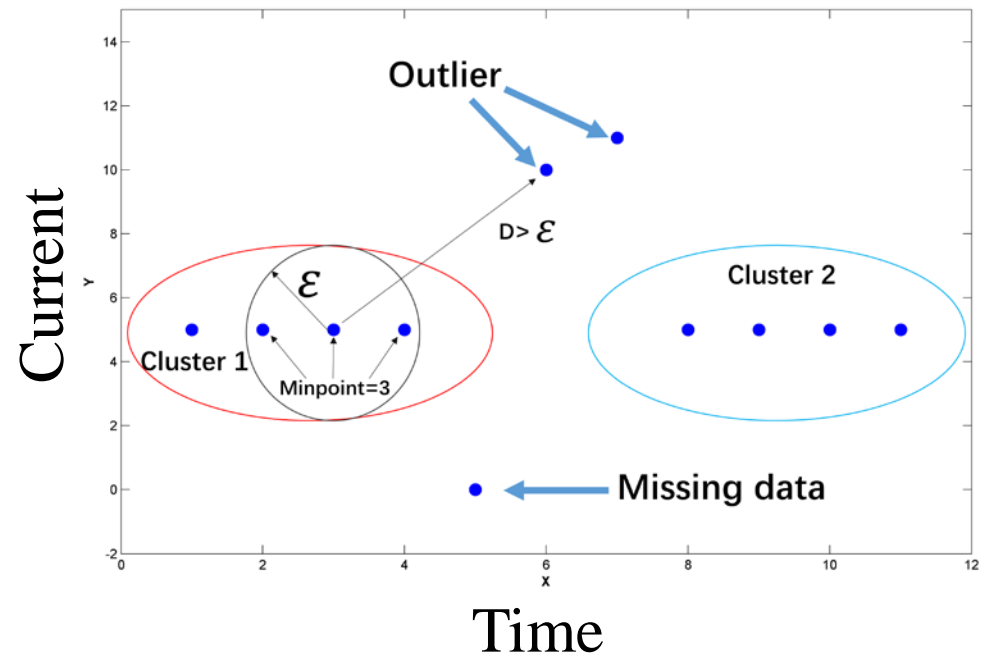 Outlier
D> ε
ε
Cluster 1
Minpoint=3
Cluster 2
Missing data
Current
Y
14
12
10
8
6
4
2
0
-2
0 2 4 6 8 10 12
X
Time